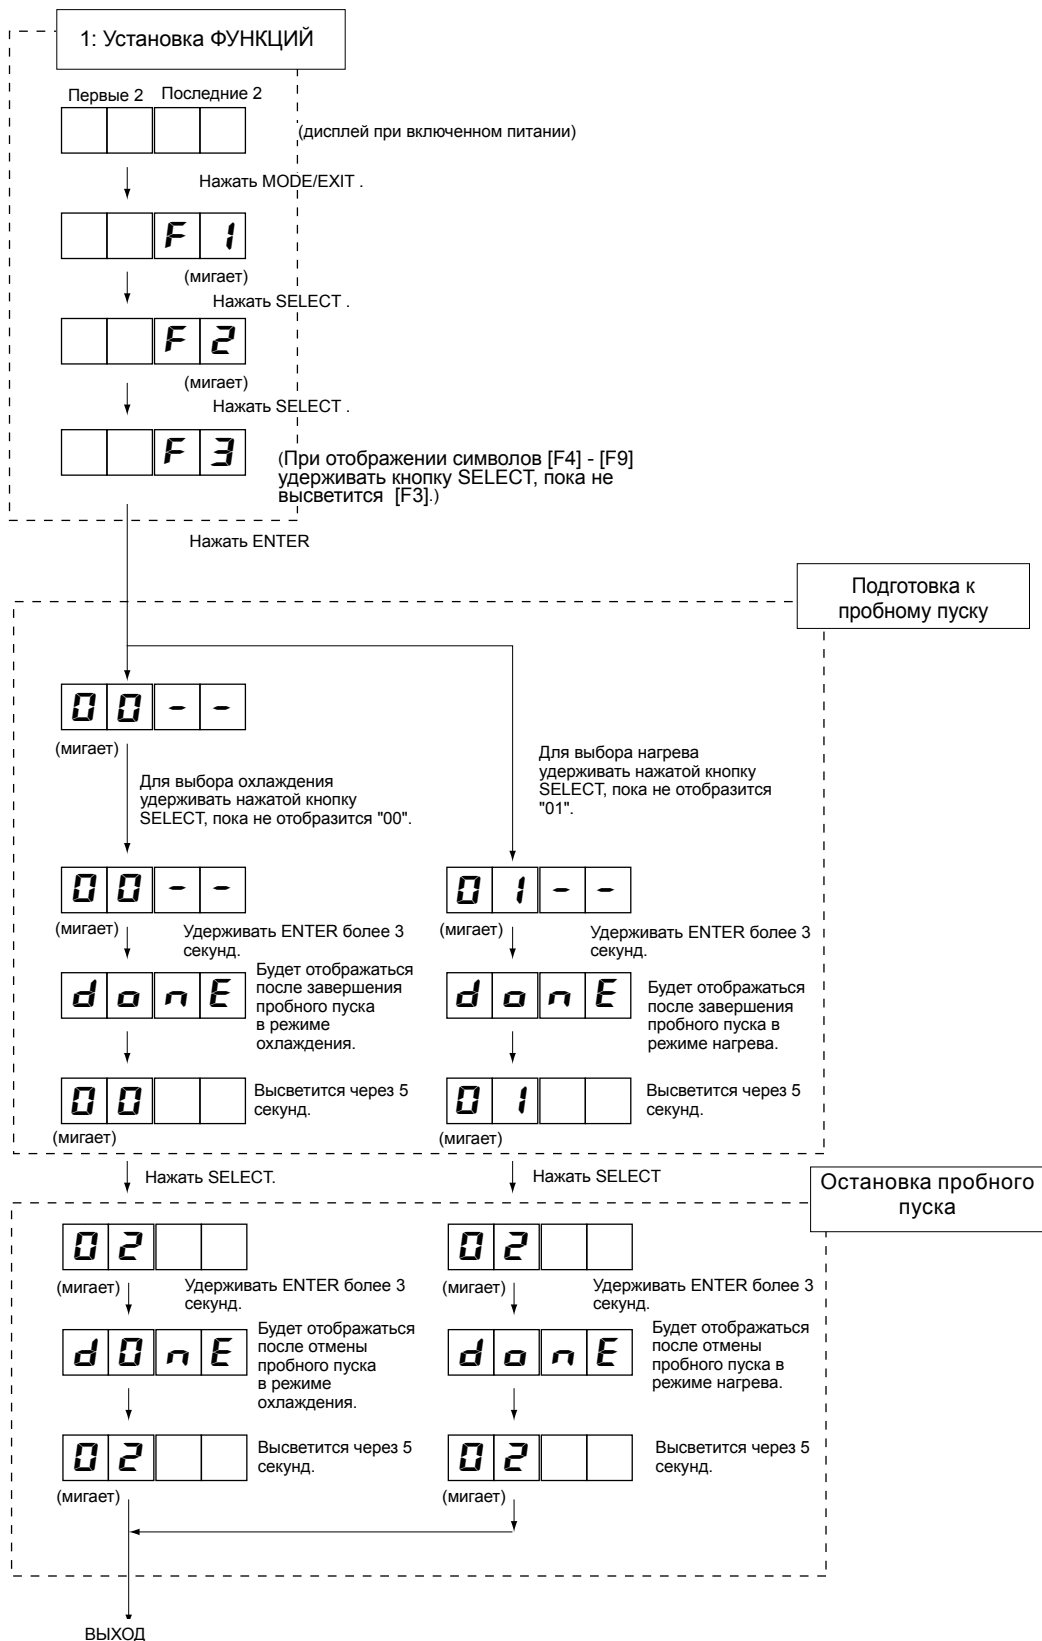 1: Установка ФУНКЦИЙ
Первые 2 Последние 2
(дисплей при включенном питании)
Нажать MODE/EXIT .
F 1
(мигает)
Нажать SELECT .
F 2
(мигает)
Нажать SELECT .
F 3
(При отображении символов [F4] - [F9]
удерживать кнопку SELECT, пока не
высветится [F3].)
Нажать ENTER
Подготовка к
пробному пуску
0 0 - -
(мигает)
Для выбора охлаждения
удерживать нажатой кнопку
SELECT, пока не отобразится "00".
Для выбора нагрева
удерживать нажатой кнопку
SELECT, пока не отобразится
"01".
0 0 - -
(мигает)
Удерживать ENTER более 3
секунд.
d o n E
Будет отображаться
после завершения
пробного пуска
в режиме
охлаждения.
0 0
Высветится через 5
секунд.
(мигает)
0 1 - -
(мигает)
Удерживать ENTER более 3
секунд.
d o n E
Будет отображаться
после завершения
пробного пуска в
режиме нагрева.
0 1
Высветится через 5
секунд.
(мигает)
Нажать SELECT.
Нажать SELECT
Остановка пробного
пуска
0 2
(мигает)
Удерживать ENTER более 3
секунд.
d 0 n E
Будет отображаться
после отмены
пробного пуска
в режиме
охлаждения.
0 2
Высветится через 5
секунд.
(мигает)
0 2
(мигает)
Удерживать ENTER более 3
секунд.
d o n E
Будет отображаться
после отмены
пробного пуска в
режиме нагрева.
0 2
Высветится через 5
секунд.
(мигает)
ВЫХОД